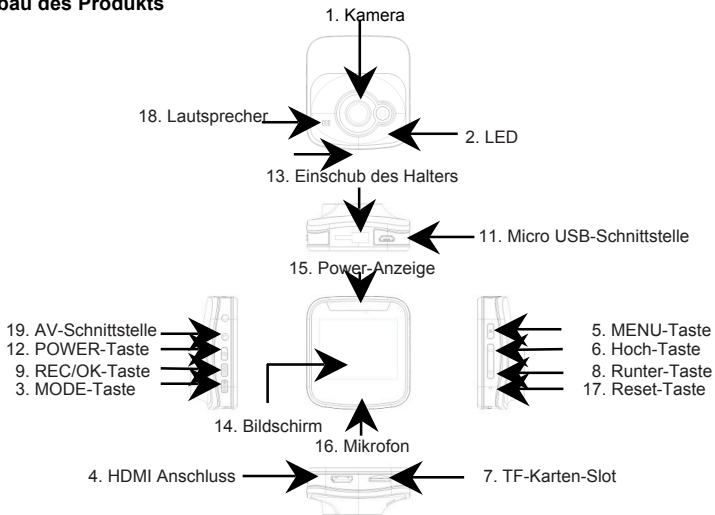 bau des Produkts
1. Kamera
18. Lautsprecher
2. LED
13. Einschub des Halters
11. Micro USB-Schnittstelle
15. Power-Anzeige
19. AV-Schnittstelle
12. POWER-Taste
9. REC/OK-Taste
3. MODE-Taste
5. MENU-Taste
6. Hoch-Taste
8. Runter-Taste
17. Reset-Taste
14. Bildschirm
16. Mikrofon
4. HDMI Anschluss
7. TF-Karten-Slot